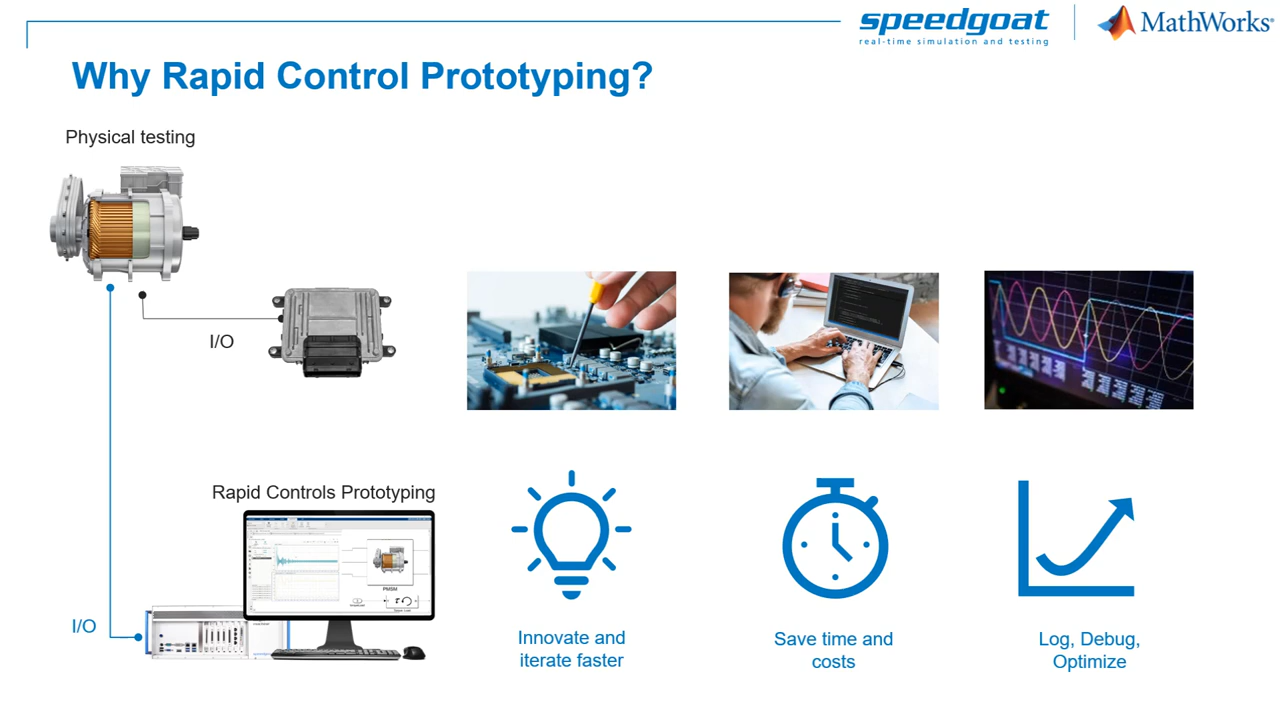 speedgoat
real-time simulation and testing
MathWorks®
Why Rapid Control Prototyping?
Physical testing
I/O
Rapid Controls Prototyping
PMSM
I/O
Innovate and
iterate faster
Save time and
costs
Log, Debug,
Optimize